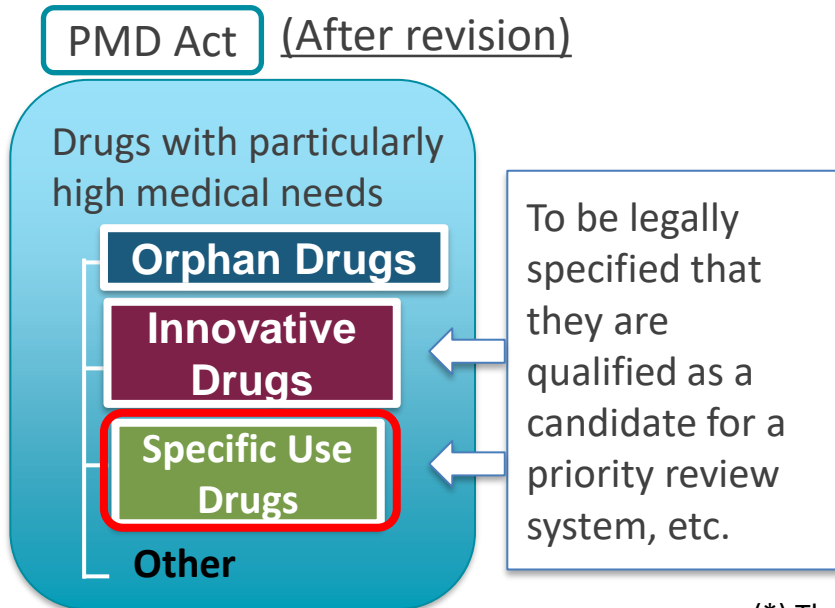 PMD Act (After revision)
Drugs with particularly
high medical needs
Orphan Drugs
Innovative
Drugs
Specific Use
Drugs
Other
To be legally
specified that
they are
qualified as a
candidate for a
priority review
system, etc.
(*) Th